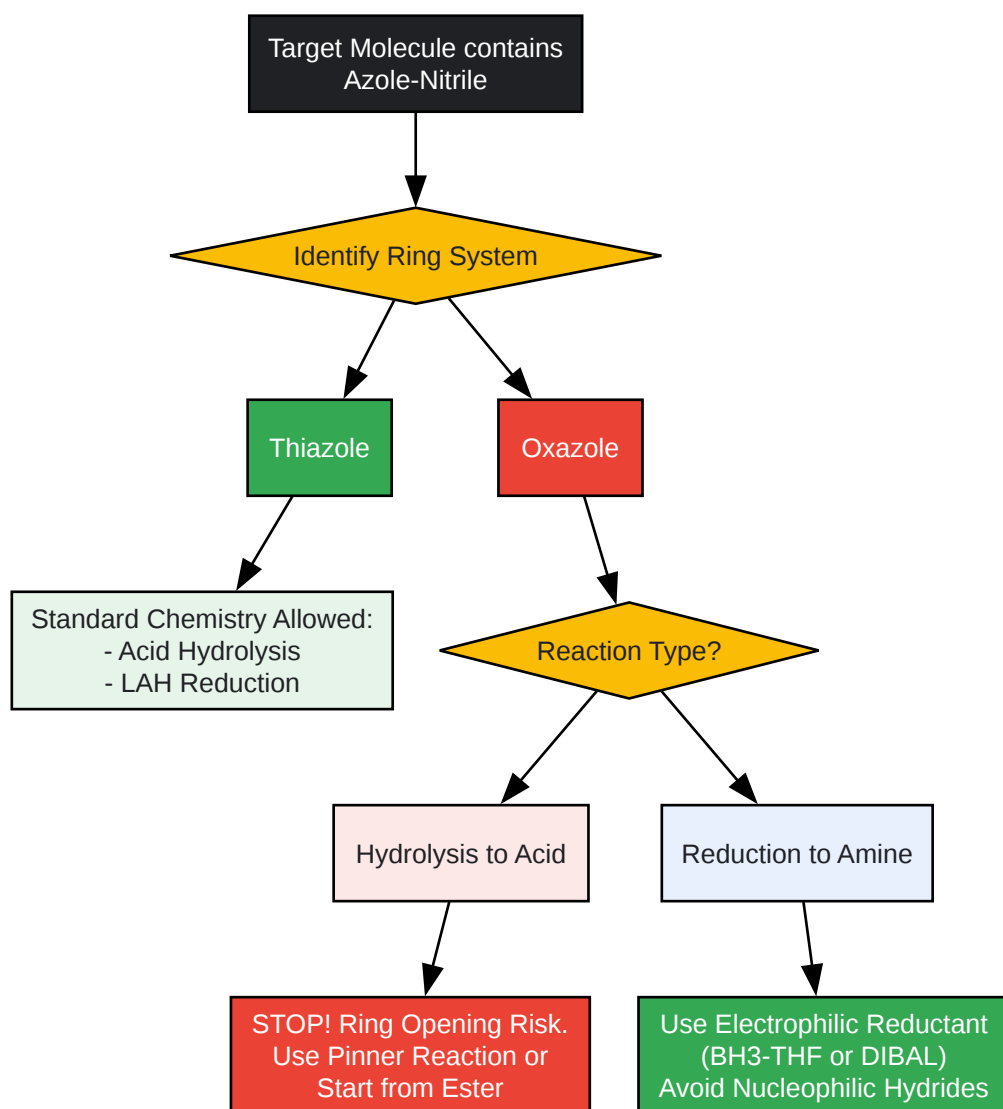 Target Molecule contains
Azole-Nitrile
Identify Ring System
Thiazole
Oxazole
Standard Chemistry Allowed:
- Acid Hydrolysis
- LAH Reduction
Reaction Type?
Hydrolysis to Acid
Reduction to Amine
STOP! Ring Opening Risk.
Use Pinner Reaction or
Start from Ester
Use Electrophilic Reductant
(BH3-THF or DIBAL)
Avoid Nucleophilic Hydrides